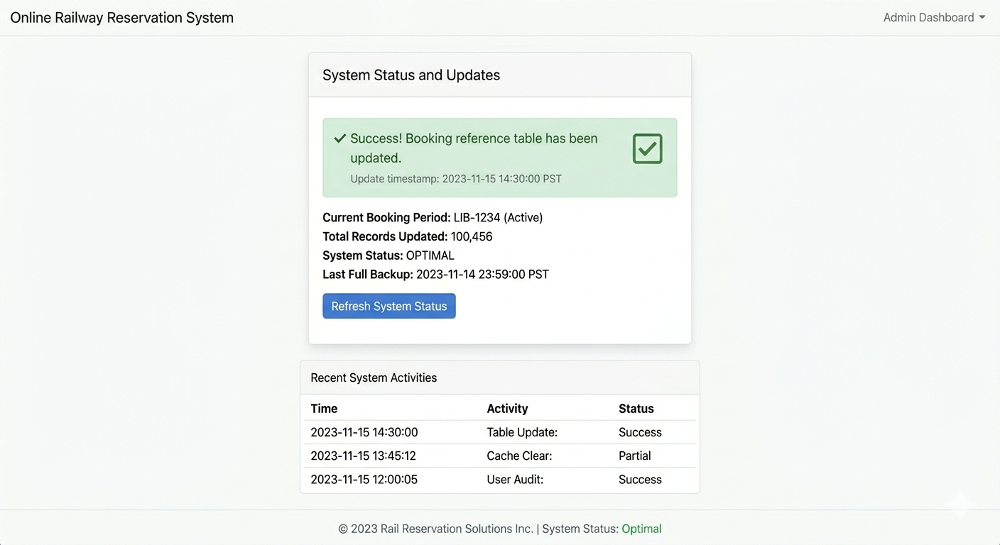 Online Railway Reservation System
Admin Dashboard
System Status and Updates
Success! Booking reference table has been
updated.
Update timestamp: 2023-11-15 14:30:00 PST
Current Booking Period: LIB-1234 (Active)
Total Records Updated: 100,456
System Status: OPTIMAL
Last Full Backup: 2023-11-14 23:59:00 PST
Refresh System Status
Recent System Activities
Time Activity Status
2023-11-15 14:30:00 Table Update: Success
2023-11-15 13:45:12 Cache Clear: Partial
2023-11-15 12:00:05 User Audit: Success
© 2023 Rail Reservation Solutions Inc. | System Status: Optimal